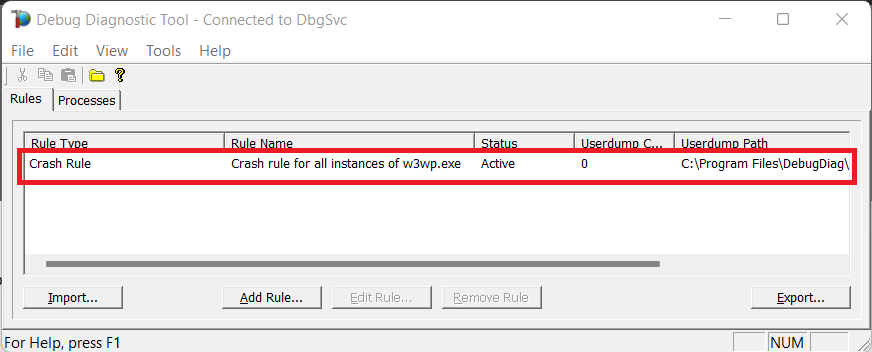 Debug Diagnostic Tool - Connected to DbgSvc
File Edit View Tools Help
Rules Processes
Rule Type Rule Name Status Userdump C... Userdump Path
Crash Rule Crash rule for all instances of w3wp.exe Active 0 C:\Program Files\DebugDiag\
Import... Add Rule... Edit Rule... Remove Rule Export...
For Help, press F1 NUM